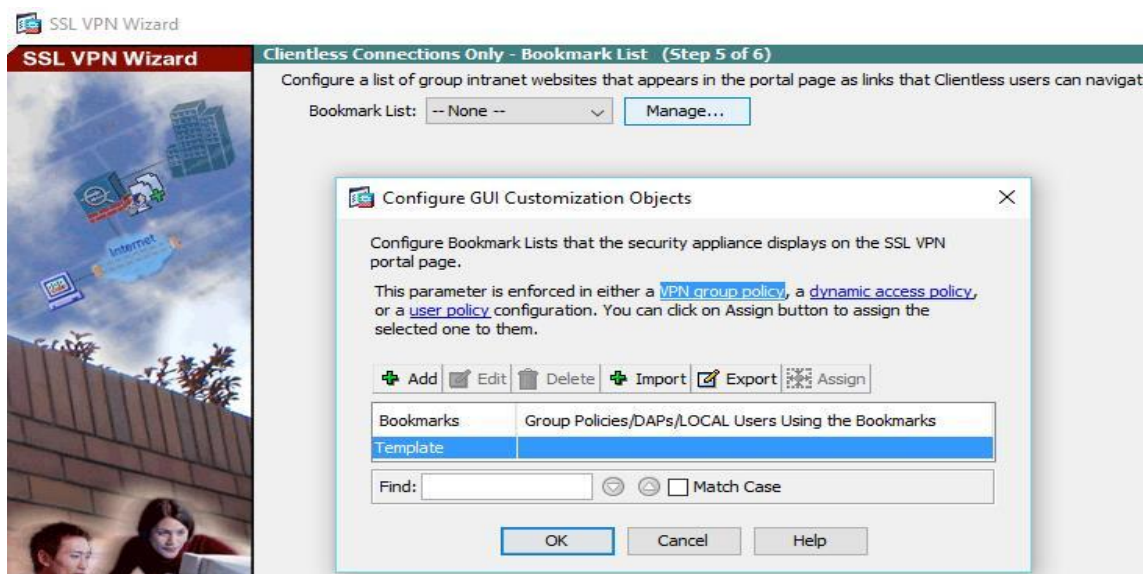 SSL VPN Wizard
SSL VPN Wizard
Clientless Connections Only - Bookmark List (Step 5 of 6)
Configure a list of group intranet websites that appears in the portal page as links that Clientless users can navigat
Bookmark List: -- None -- Manage...
Internet
Configure GUI Customization Objects
Configure Bookmark Lists that the security appliance displays on the SSL VPN
portal page.
This parameter is enforced in either a VPN group policy, a dynamic access policy,
or a user policy configuration. You can click on Assign button to assign the
selected one to them.
Add Edit Delete Import Export Assign
Bookmarks Group Policies/DAPs/LOCAL Users Using the Bookmarks
Template
Find: Match Case
OK Cancel Help